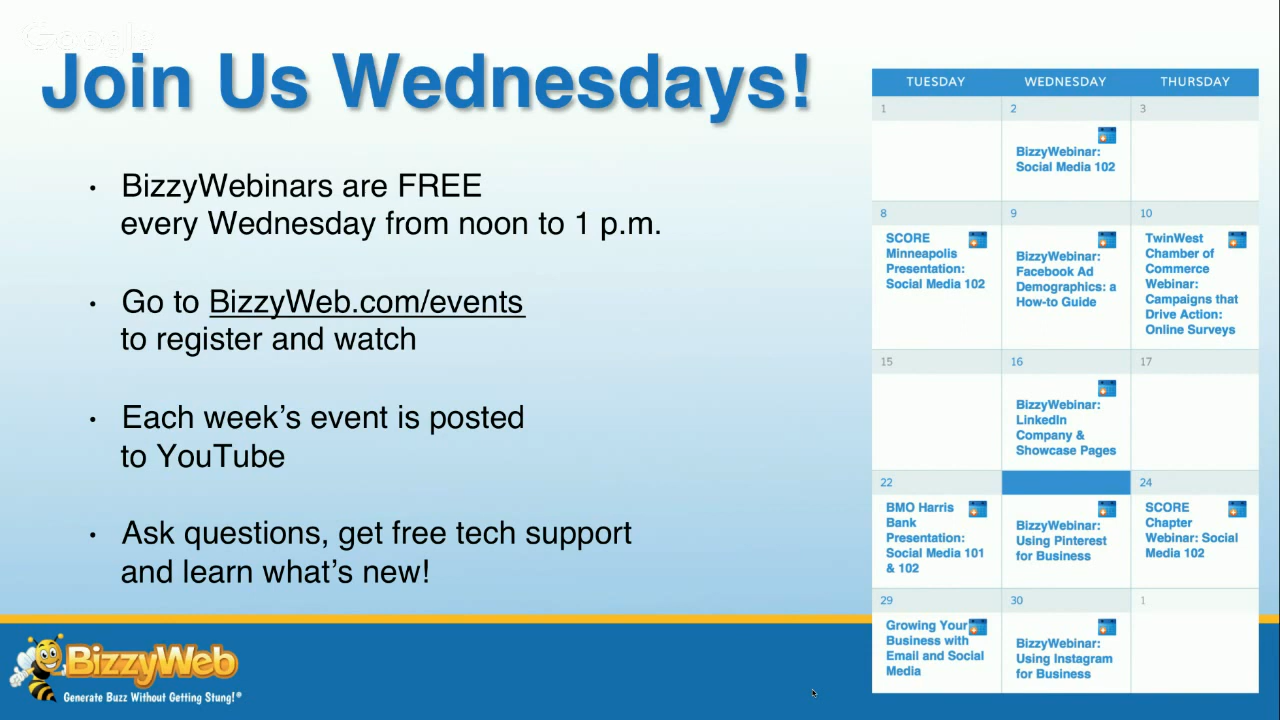 Google
Join Us Wednesdays!
• BizzyWebinars are FREE
every Wednesday from noon to 1 p.m.
• Go to BizzyWeb.com/events
to register and watch
• Each week’s event is posted
to YouTube
• Ask questions, get free tech support
and learn what’s new!
TUESDAY WEDNESDAY THURSDAY
1 2 3
BizzyWebinar:
Social Media 102
8 9 10
SCORE
Minneapolis
Presentation:
Social Media 102
BizzyWebinar:
Facebook Ad
Demographics: a
How-to Guide
TwinWest
Chamber of
Commerce
Webinar:
Campaigns that
Drive Action:
Online Surveys
15 16 17
BizzyWebinar:
LinkedIn
Company &
Showcase Pages
22 24
BMO Harris
Bank
Presentation:
Social Media 101
& 102
BizzyWebinar:
Using Pinterest
for Business
SCORE
Chapter
Webinar: Social
Media 102
29 30 1
Growing Your
Business with
Email and Social
Media
BizzyWebinar:
Using Instagram
for Business
BizzyWeb
Generate Buzz Without Getting Stung!®